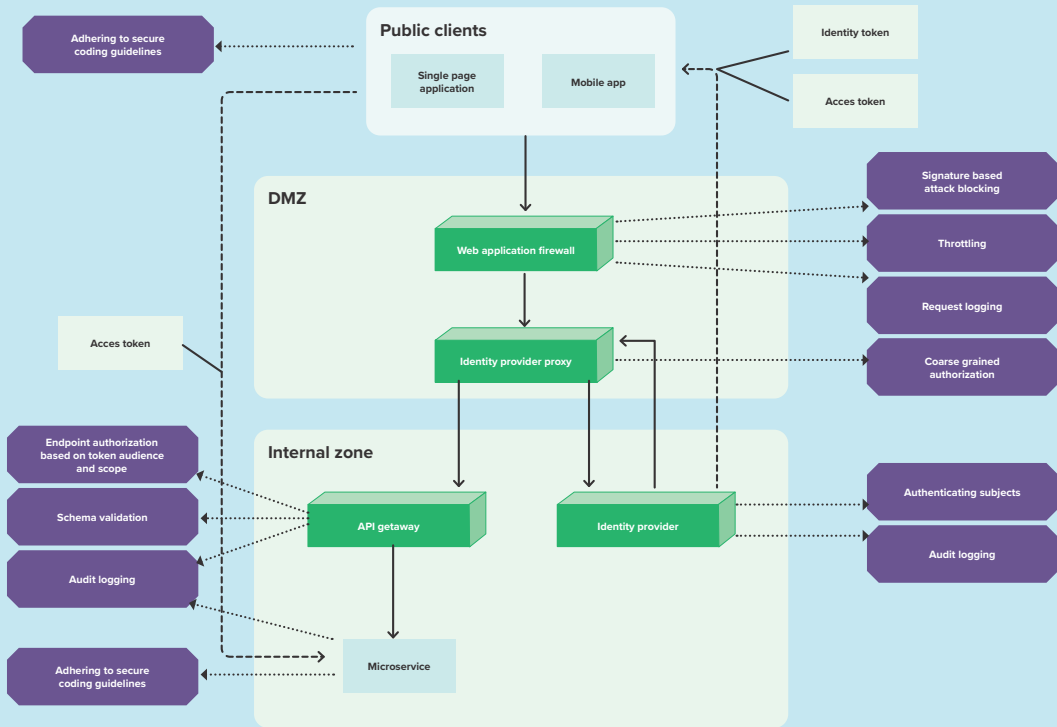 Public clients
Adhering to secure
coding guidelines
Single page
application
Mobile app
Identity token
Acces token
DMZ
Web application firewall
Signature based
attack blocking
Throttling
Request logging
Identity provider proxy
Coarse grained
authorization
Acces token
Internal zone
Endpoint authorization
based on token audience
and scope
Schema validation
Audit logging
API getaway
Identity provider
Authenticating subjects
Audit logging
Microservice
Adhering to secure
coding guidelines